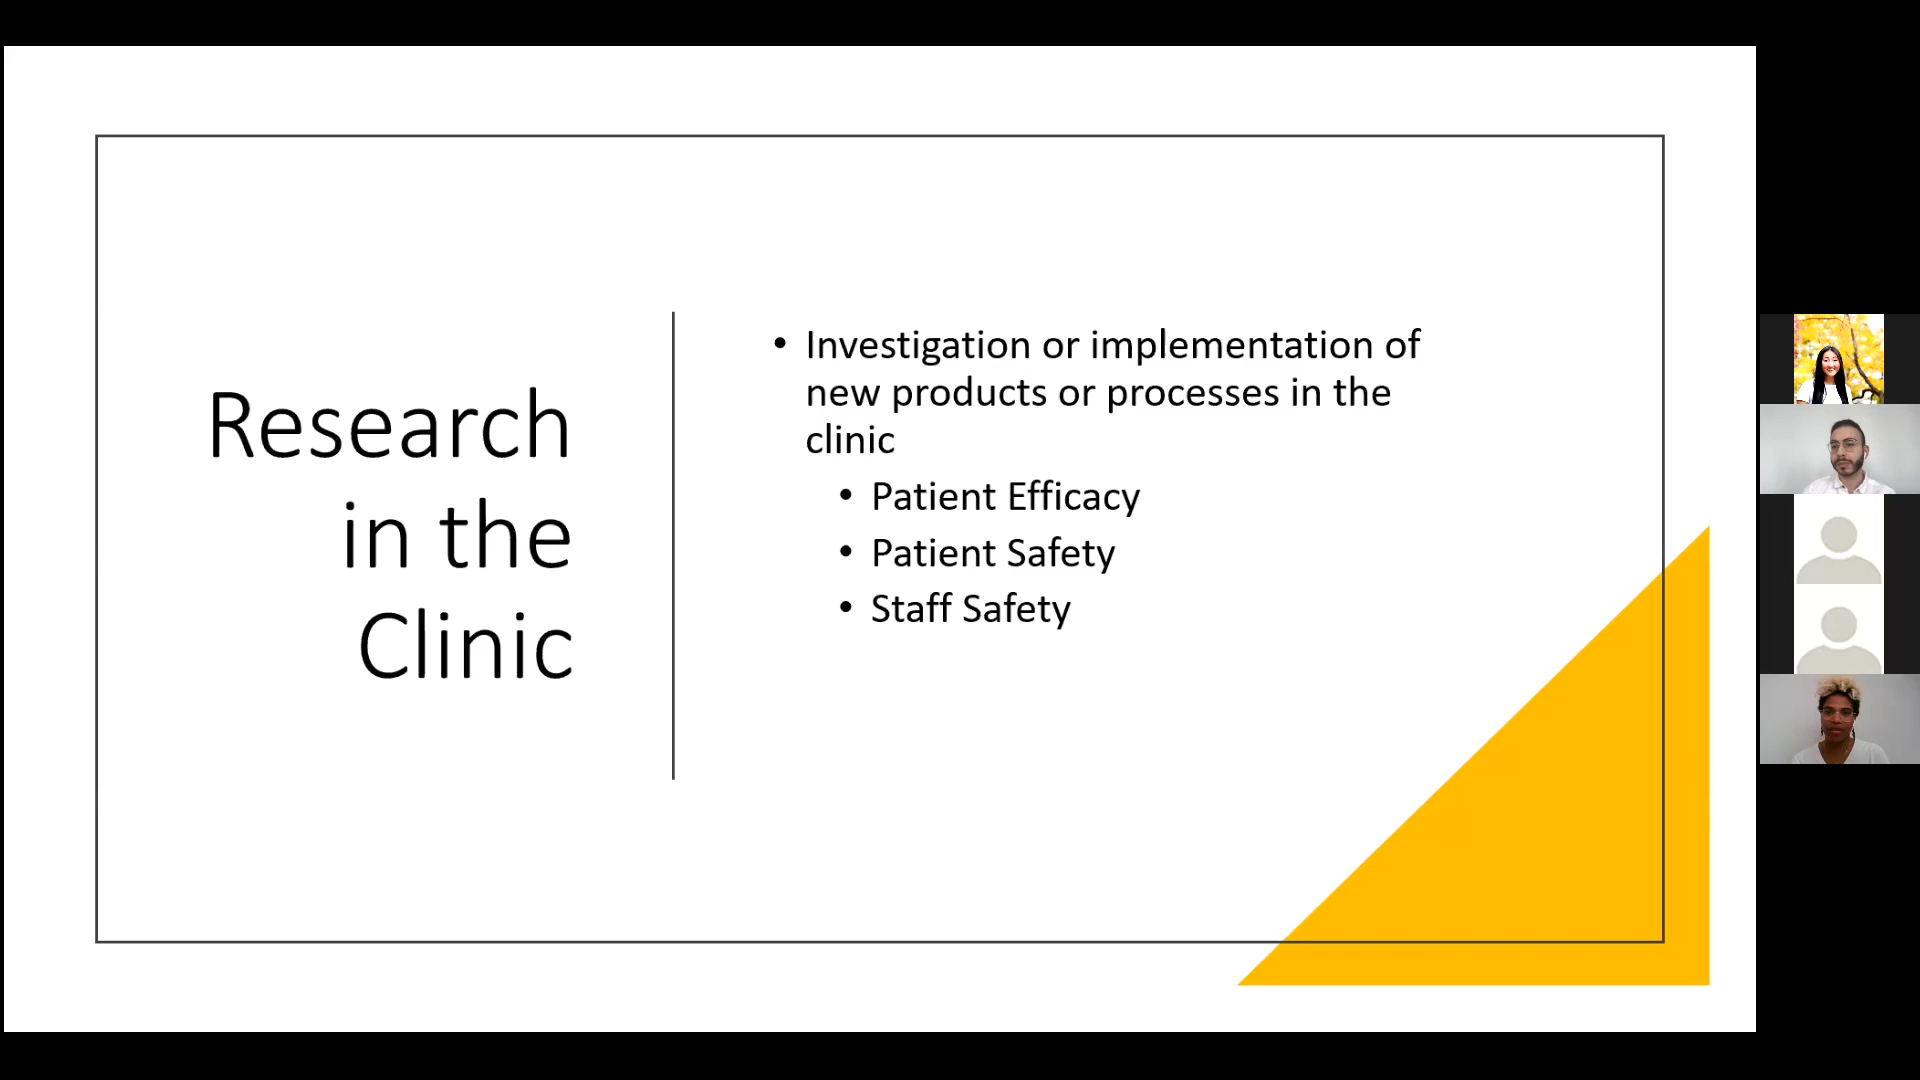 Research
in the
Clinic
• Investigation or implementation of
new products or processes in the
clinic
• Patient Efficacy
• Patient Safety
• Staff Safety